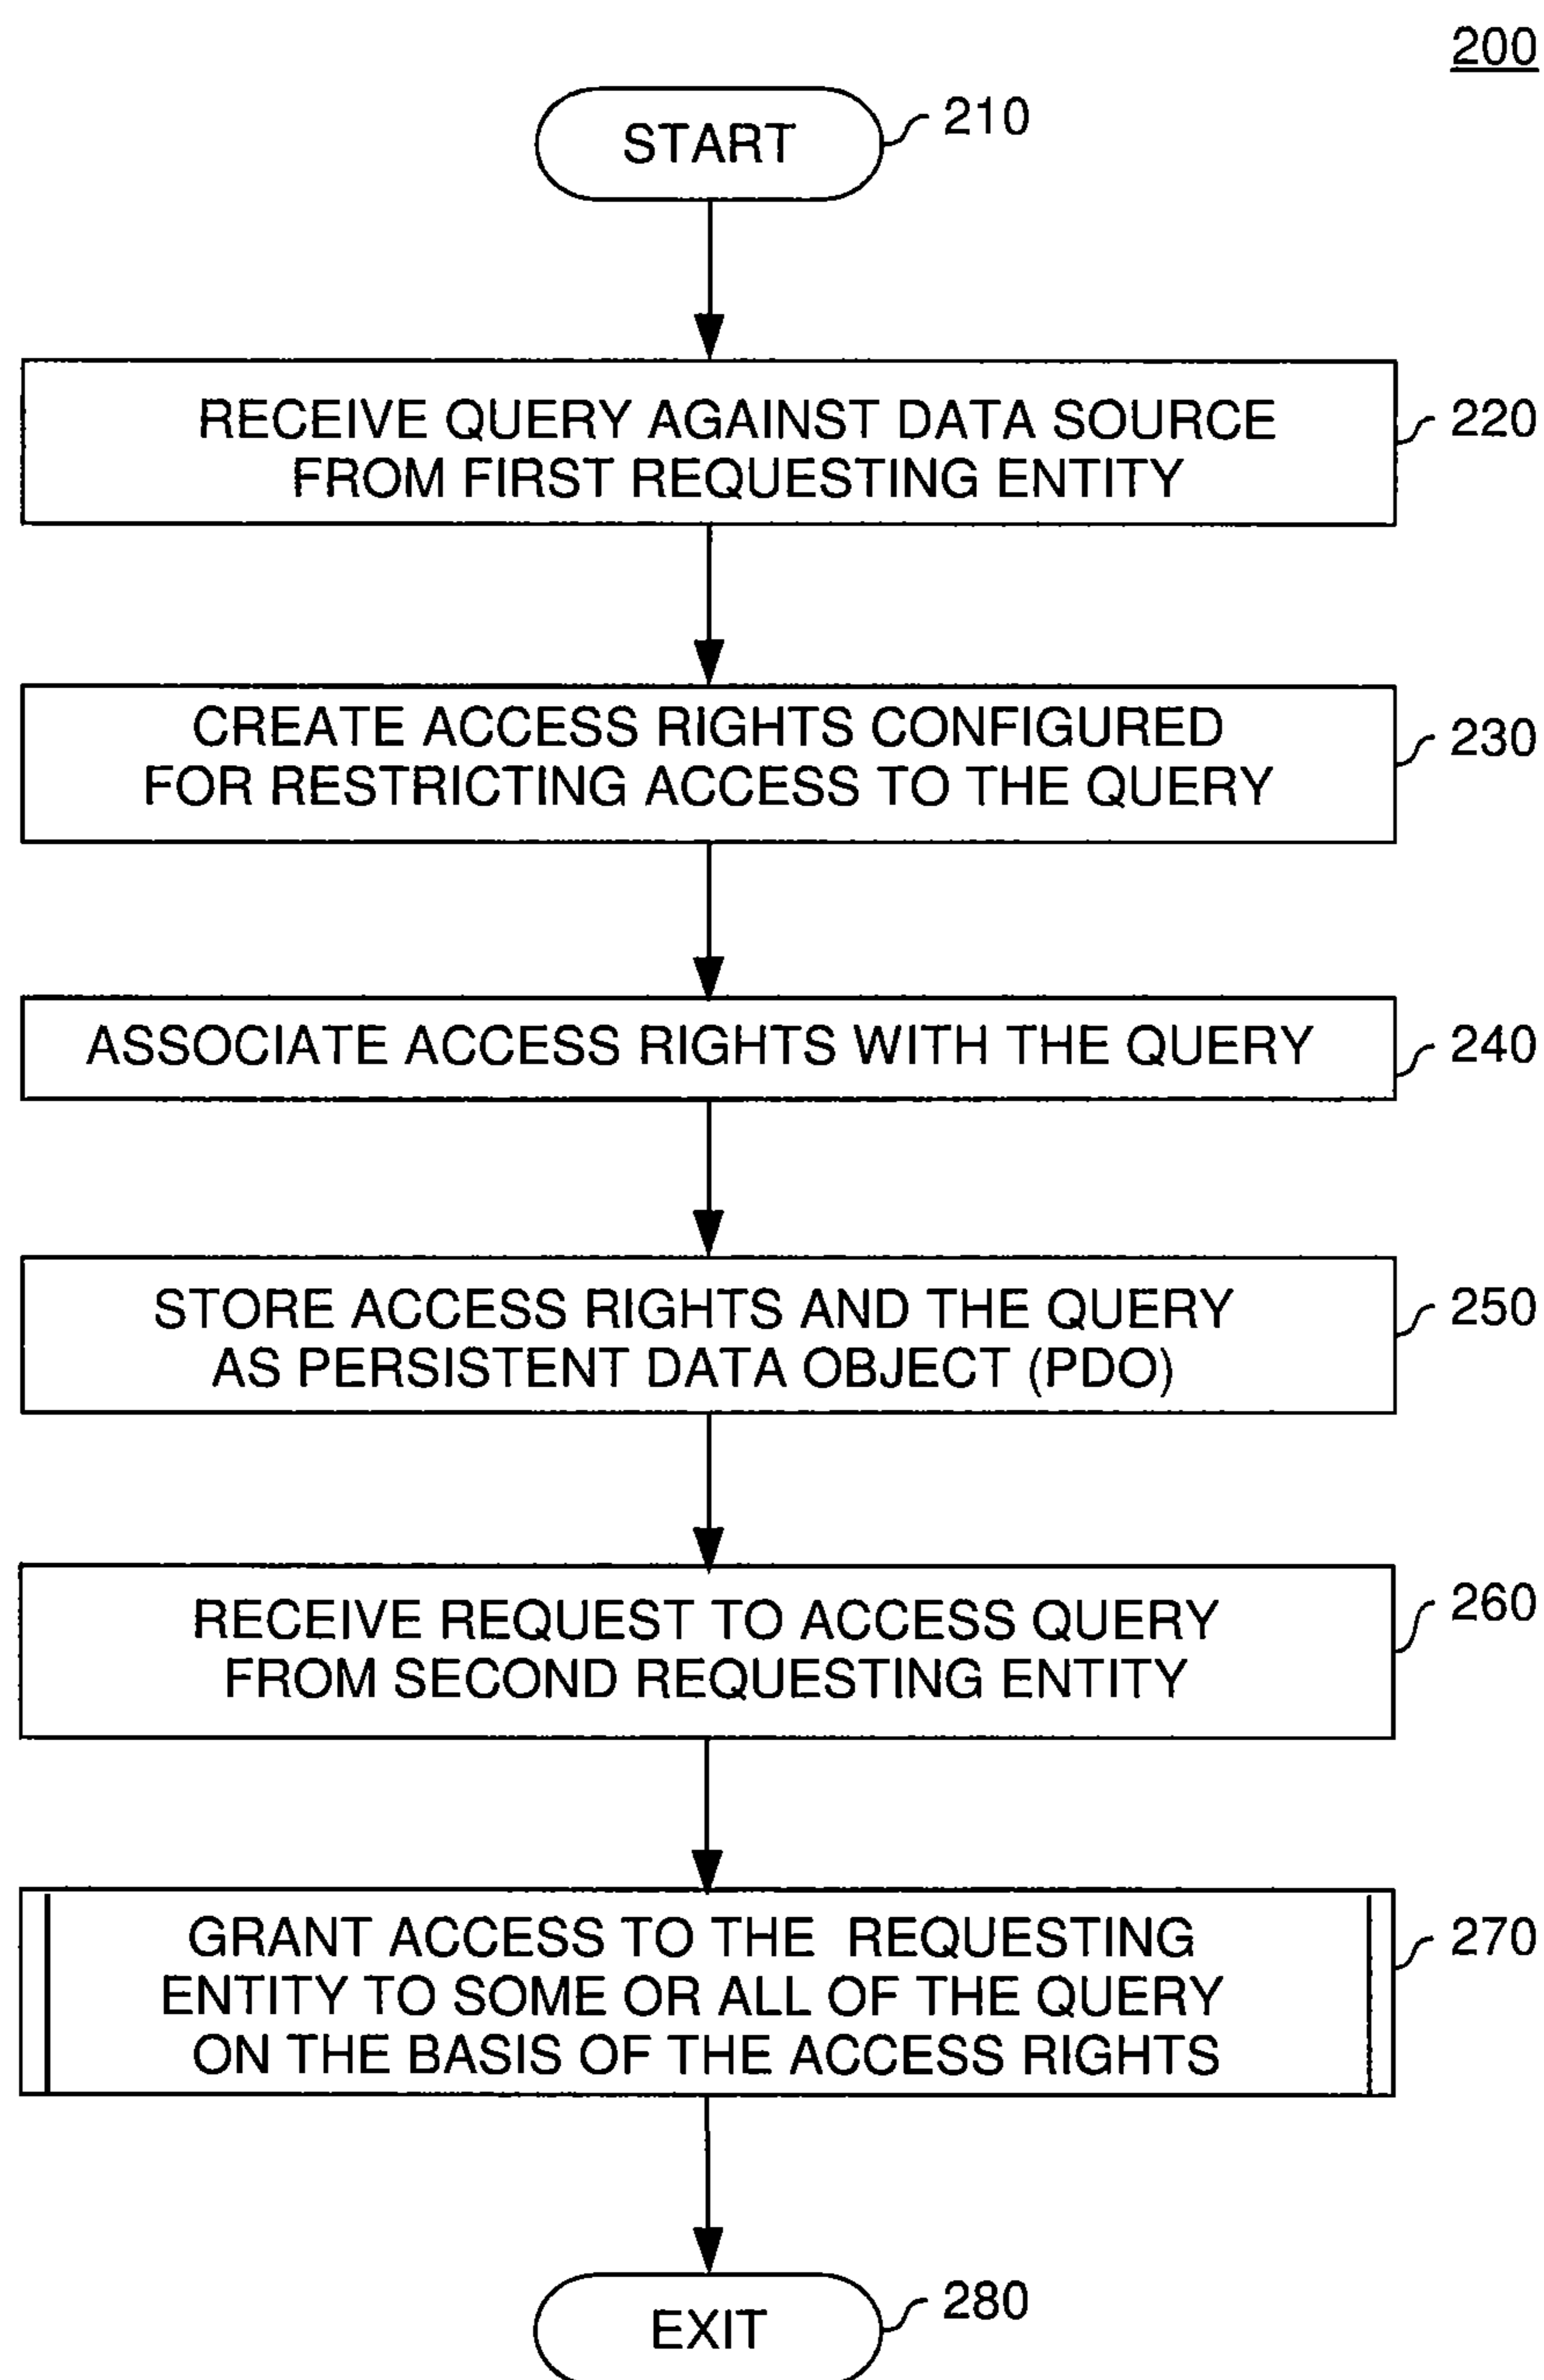 200
START
210
RECEIVE QUERY AGAINST DATA SOURCE
FROM FIRST REQUESTING ENTITY
220
CREATE ACCESS RIGHTS CONFIGURED
FOR RESTRICTING ACCESS TO THE QUERY
230
ASSOCIATE ACCESS RIGHTS WITH THE QUERY
240
STORE ACCESS RIGHTS AND THE QUERY
AS PERSISTENT DATA OBJECT (PDO)
250
RECEIVE REQUEST TO ACCESS QUERY
FROM SECOND REQUESTING ENTITY
260
GRANT ACCESS TO THE REQUESTING
ENTITY TO SOME OR ALL OF THE QUERY
ON THE BASIS OF THE ACCESS RIGHTS
270
EXIT
280